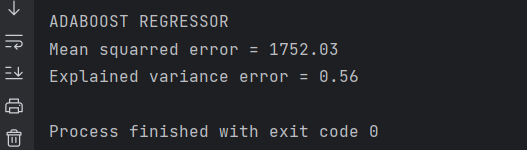 ADABOOST REGRESSOR
Mean squarred error = 1752.03
Explained variance error = 0.56
Process finished with exit code 0